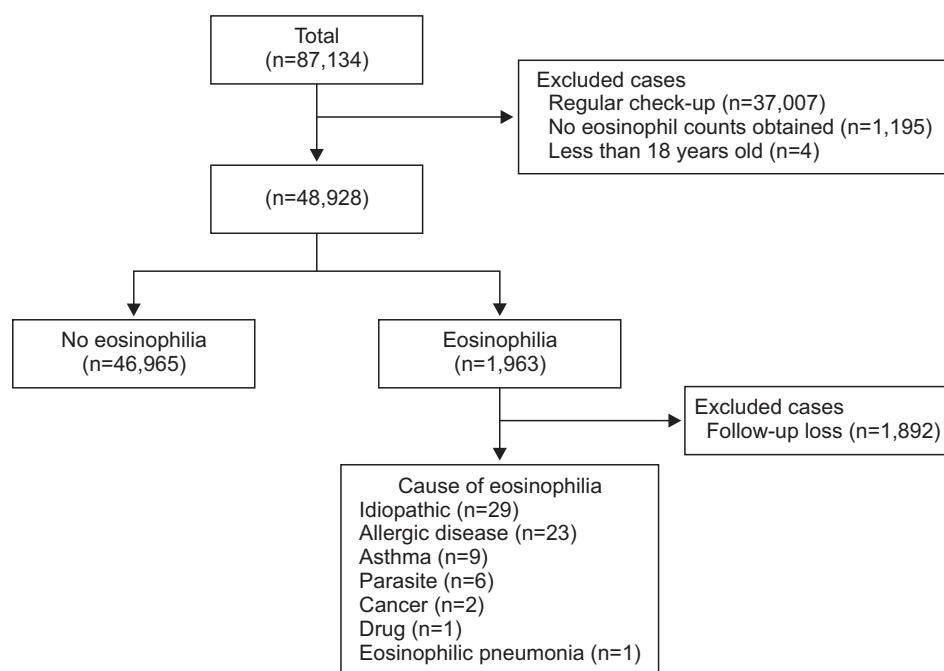 Total
(n=87,134)
Excluded cases
Regular check-up (n=37,007)
No eosinophil counts obtained (n=1,195)
Less than 18 years old (n=4)
(n=48,928)
No eosinophilia
(n=46,965)
Eosinophilia
(n=1,963)
Excluded cases
Follow-up loss (n=1,892)
Cause of eosinophilia
Idiopathic (n=29)
Allergic disease (n=23)
Asthma (n=9)
Parasite (n=6)
Cancer (n=2)
Drug (n=1)
Eosinophilic pneumonia (n=1)